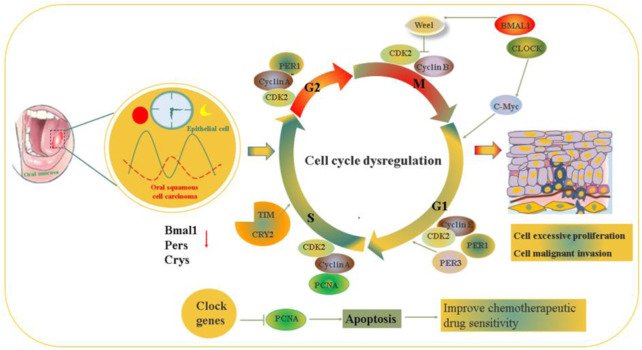 Oral mucosa
Epithelial cell
Oral squamous
cell carcinoma
Bmal1
Pers
Crys
PER1
CyclinA
CDK2
G2
Wee1
CDK2
Cyclin B
M
BMAL1
CLOCK
C-Myc
Cell cycle dysregulation
G1
Cyclin E
CDK2
PER1
PER3
S
TIM
CRY2
CDK2
CyclinA
PCNA
Cell excessive proliferation
Cell malignant invasion
Clock
genes
PCNA
Apoptosis
Improve chemotherapeutic
drug sensitivity